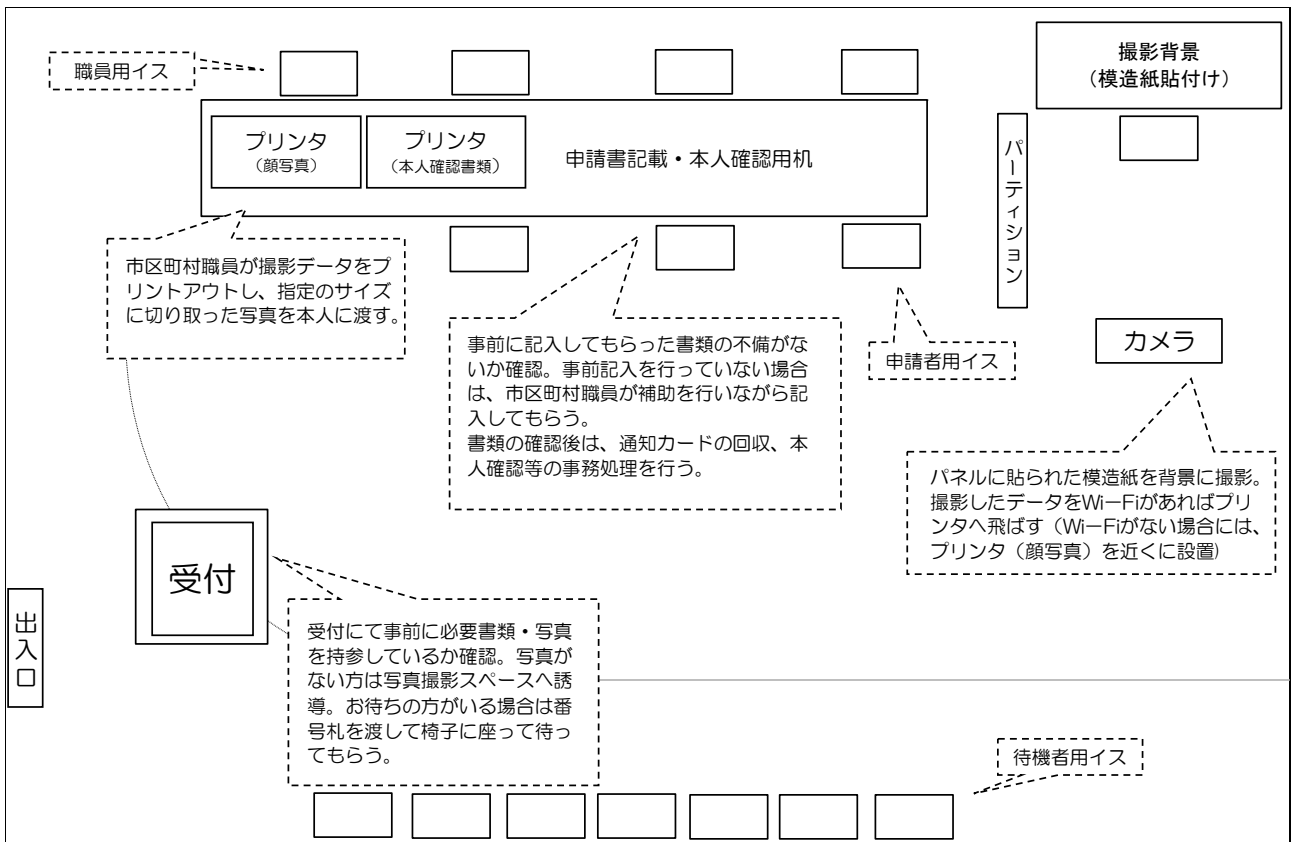 職員用イス
撮影背景
（模造紙貼付け）
プリンタ
（顔写真）
プリンタ
（本人確認書類）
申請書記載・本人確認用机
パーティション
市区町村職員が撮影データをプ
リントアウトし、指定のサイズ
に切り取った写真を本人に渡す。
事前に記入してもらった書類の不備がな
いか確認。事前記入を行っていない場合
は、市区町村職員が補助を行いながら記
入してもらう。
書類の確認後は、通知カードの回収、本
人確認等の事務処理を行う。
申請者用イス
カメラ
パネルに貼られた模造紙を背景に撮影。
撮影したデータをWi－Fiがあればプリ
ンタへ飛ばす（Wi－Fiがない場合には、
プリンタ（顔写真）を近くに設置)
受付
出入口
受付にて事前に必要書類・写真
を持参しているか確認。写真が
ない方は写真撮影スペースへ誘
導。お待ちの方がいる場合は番
号札を渡して椅子に座って待っ
てもらう。
待機者用イス